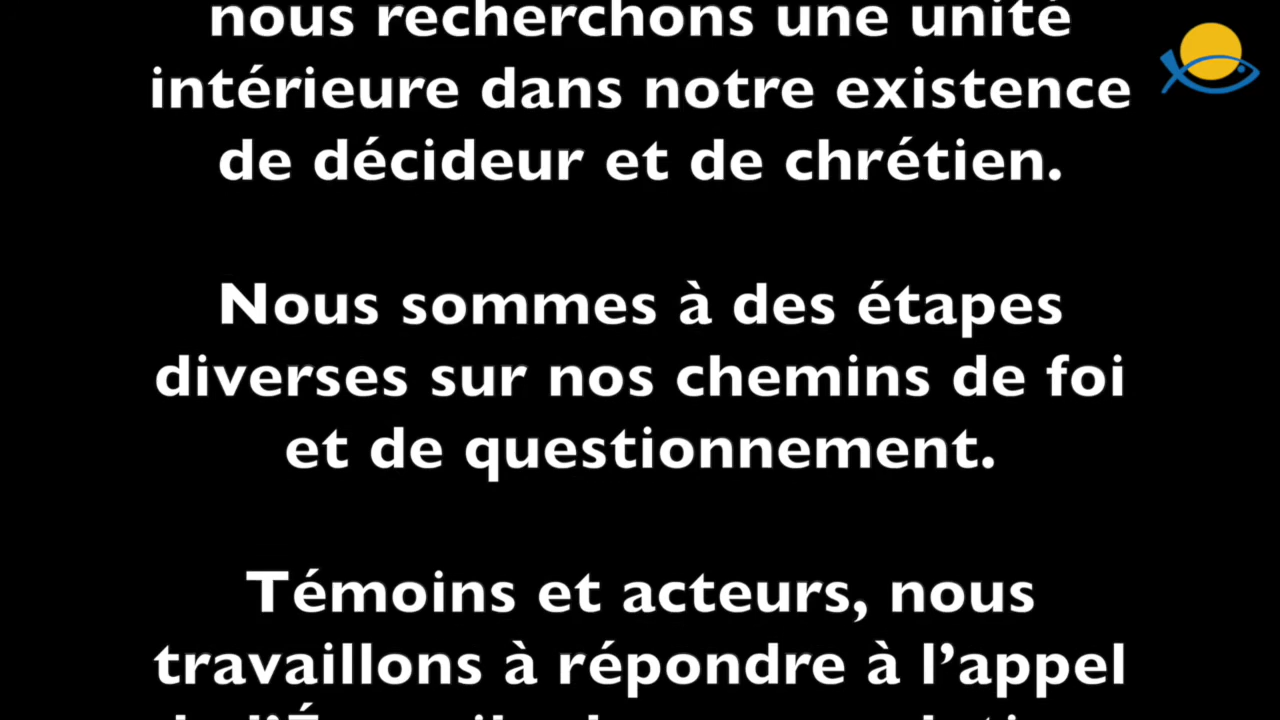 nous recherchons une unité
intérieure dans notre existence
de décideur et de chrétien.
Nous sommes à des étapes
diverses sur nos chemins de foi
et de questionnement.
Témoins et acteurs, nous
travaillons à répondre à l’appel